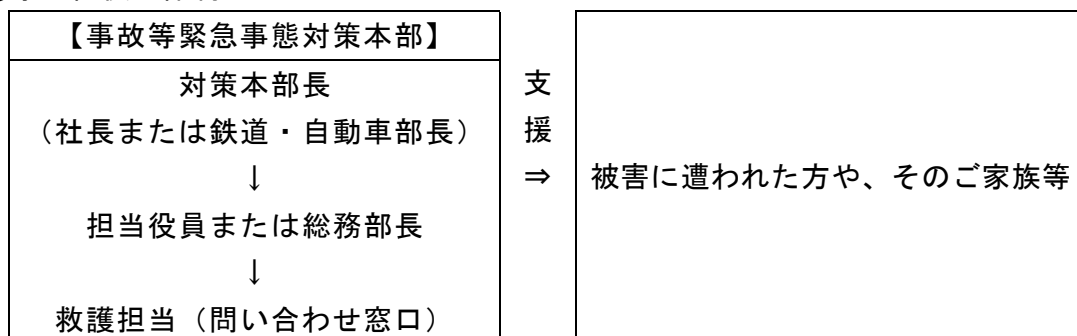 【事故等緊急事態対策本部】
対策本部長
（社長または鉄道・自動車部長）
↓
担当役員または総務部長
↓
救護担当（問い合わせ窓口）
支
援
⇒
被害に遭われた方や、そのご家族等